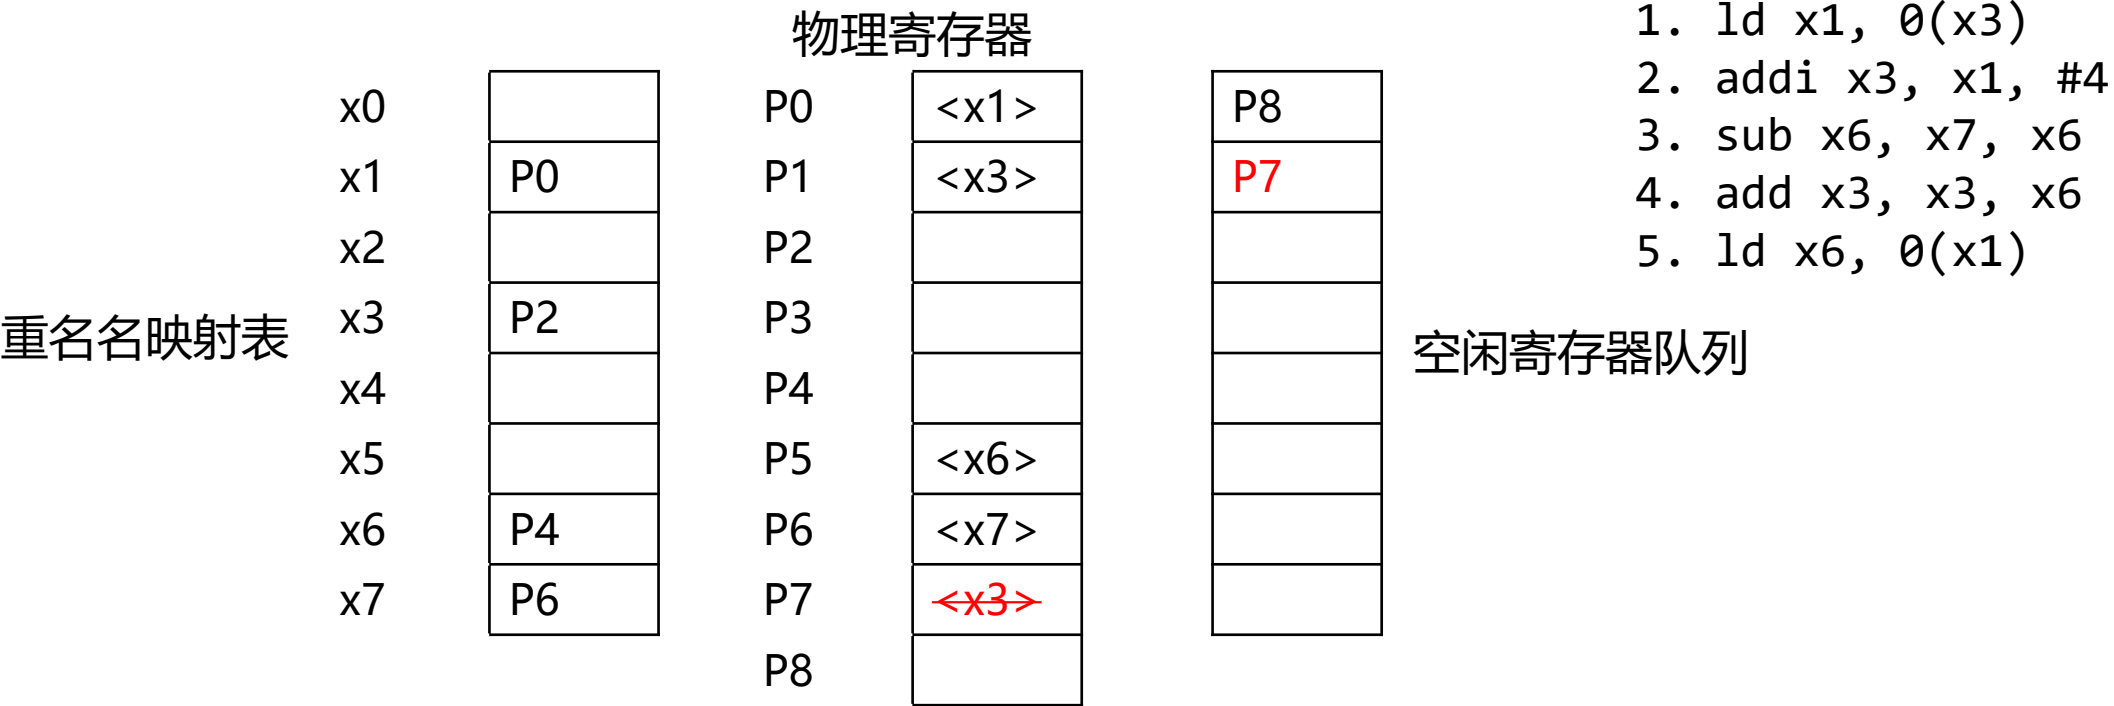 物理寄存器
1. ld x1, 0(x3)
2. addi x3, x1, #4
3. sub x6, x7, x6
4. add x3, x3, x6
5. ld x6, 0(x1)
x0 P0 <x1> P8
x1 P0 P1 <x3> P7
x2 P2
重名名映射表 x3 P2 P3
空闲寄存器队列
x4 P4
x5 P5 <x6>
x6 P4 P6 <x7>
x7 P6 P7 <x3>
P8